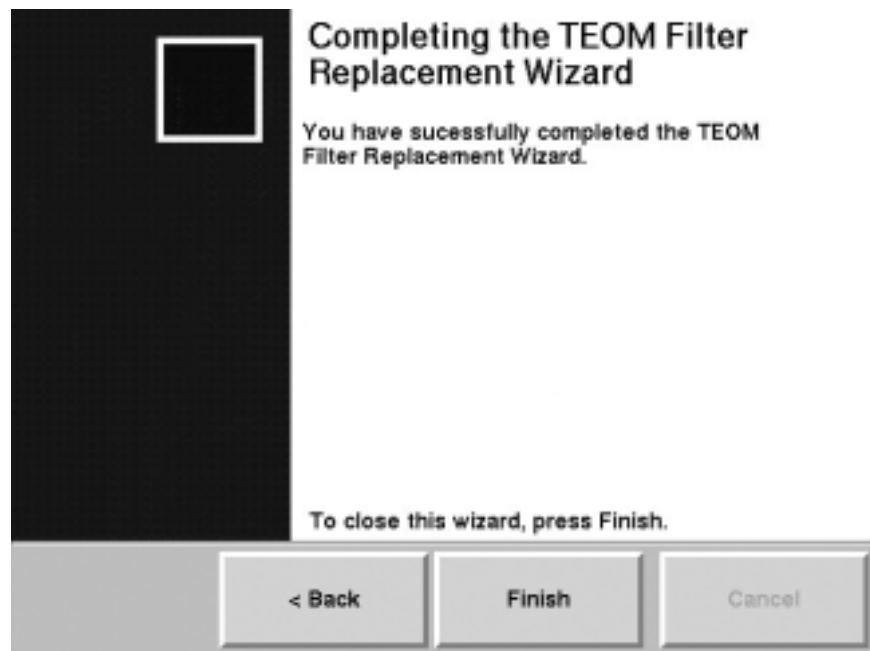 Completing the TEOM Filter
Replacement Wizard
You have sucessfully completed the TEOM
Filter Replacement Wizard.
To close this wizard, press Finish.
< Back
Finish
Cancel